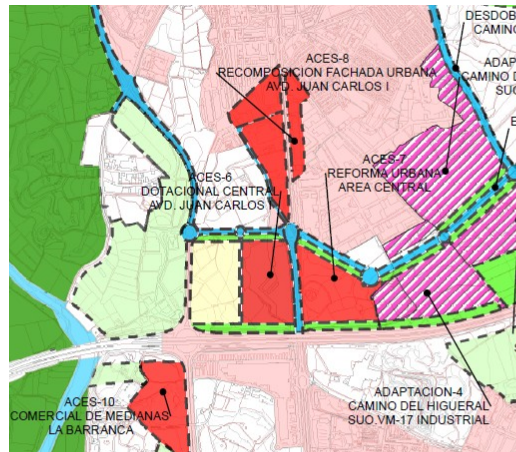 DESDOB
CAMINO
ACES-8
RECOMPOSICION FACHADA URBANA
AVD. JUAN CARLOS I
ADAP
CAMINO D
SUO
E
ACES-6
DOTACIONAL CENTRAL
AVD. JUAN CARLOS I
ACES-7
REFORMA URBANA
AREA CENTRAL
ACES-10
COMERCIAL DE MEDIANAS
LA BARRANCA
ADAPTACION-4
CAMINO DEL HIGUERAL
SUO.VM-17 INDUSTRIAL